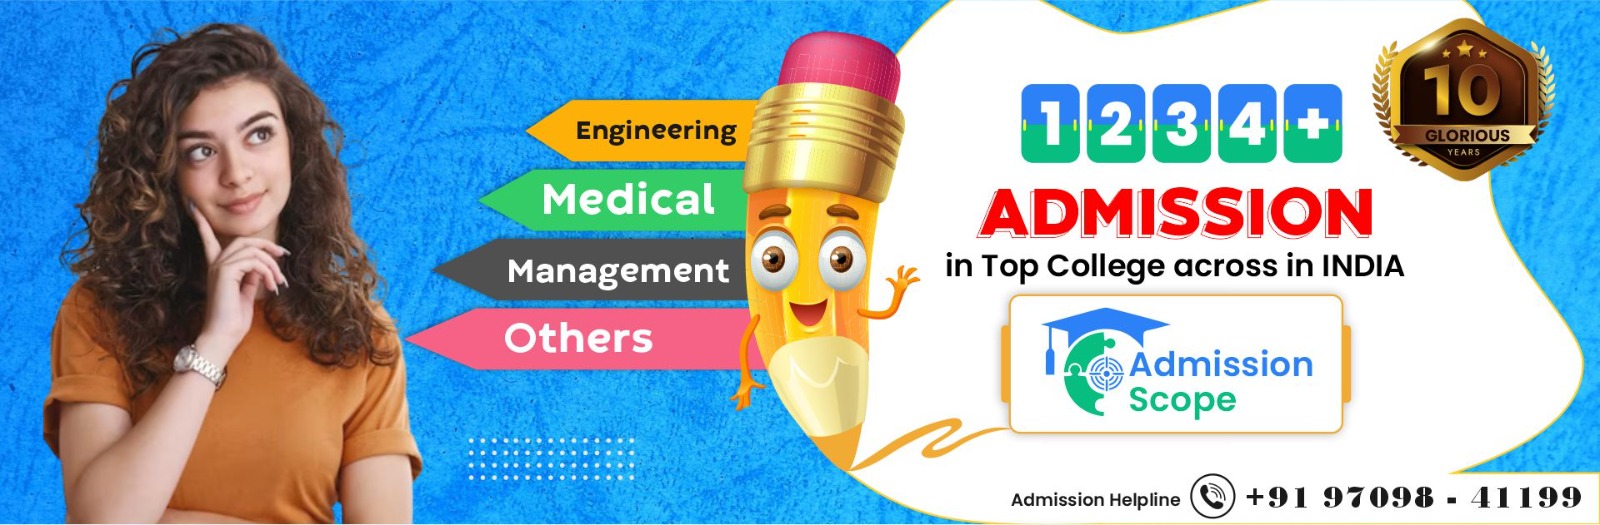 Engineering
Medical
Management
Others
1234+
ADMISSION
in Top College across in INDIA
10
GLORIOUS
YEARS
Admission
Scope
Admission Helpline +91 97098 - 41199